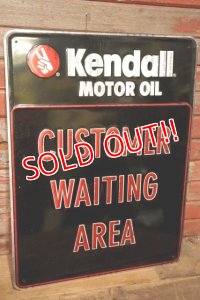 Kendall®
MOTOR OIL
CUSTOMER
SOLD OUT!!
WAITING
AREA